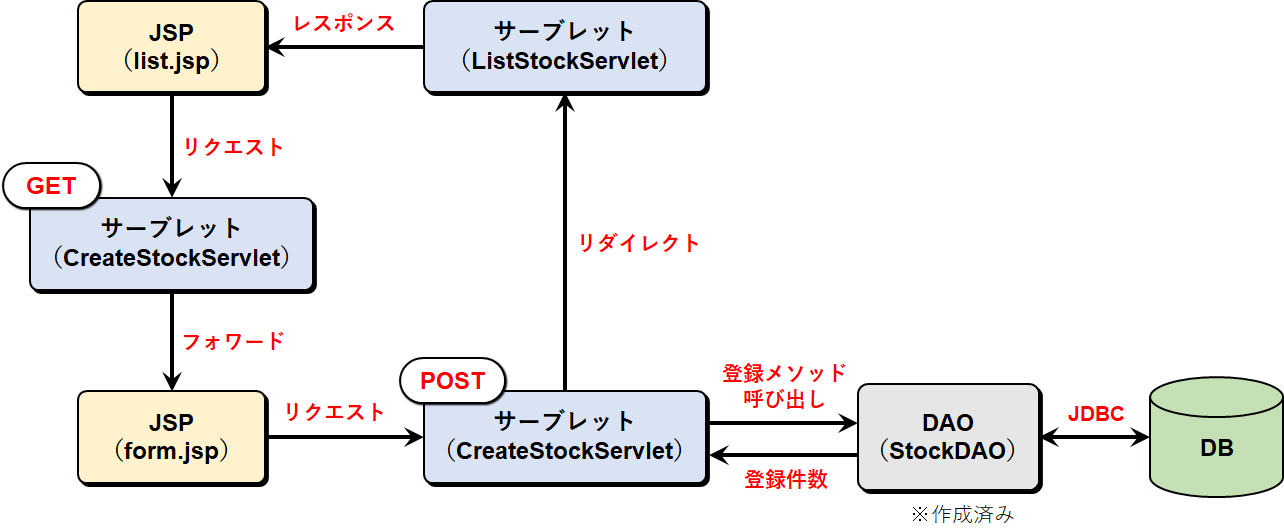 JSP
（list.jsp）
レスポンス
サーブレット
（ListStockServlet）
リクエスト
GET
サーブレット
（CreateStockServlet）
リダイレクト
フォワード
JSP
（form.jsp）
リクエスト
POST
サーブレット
（CreateStockServlet）
登録メソッド
呼び出し
登録件数
DAO
（StockDAO）
※作成済み
JDBC
DB